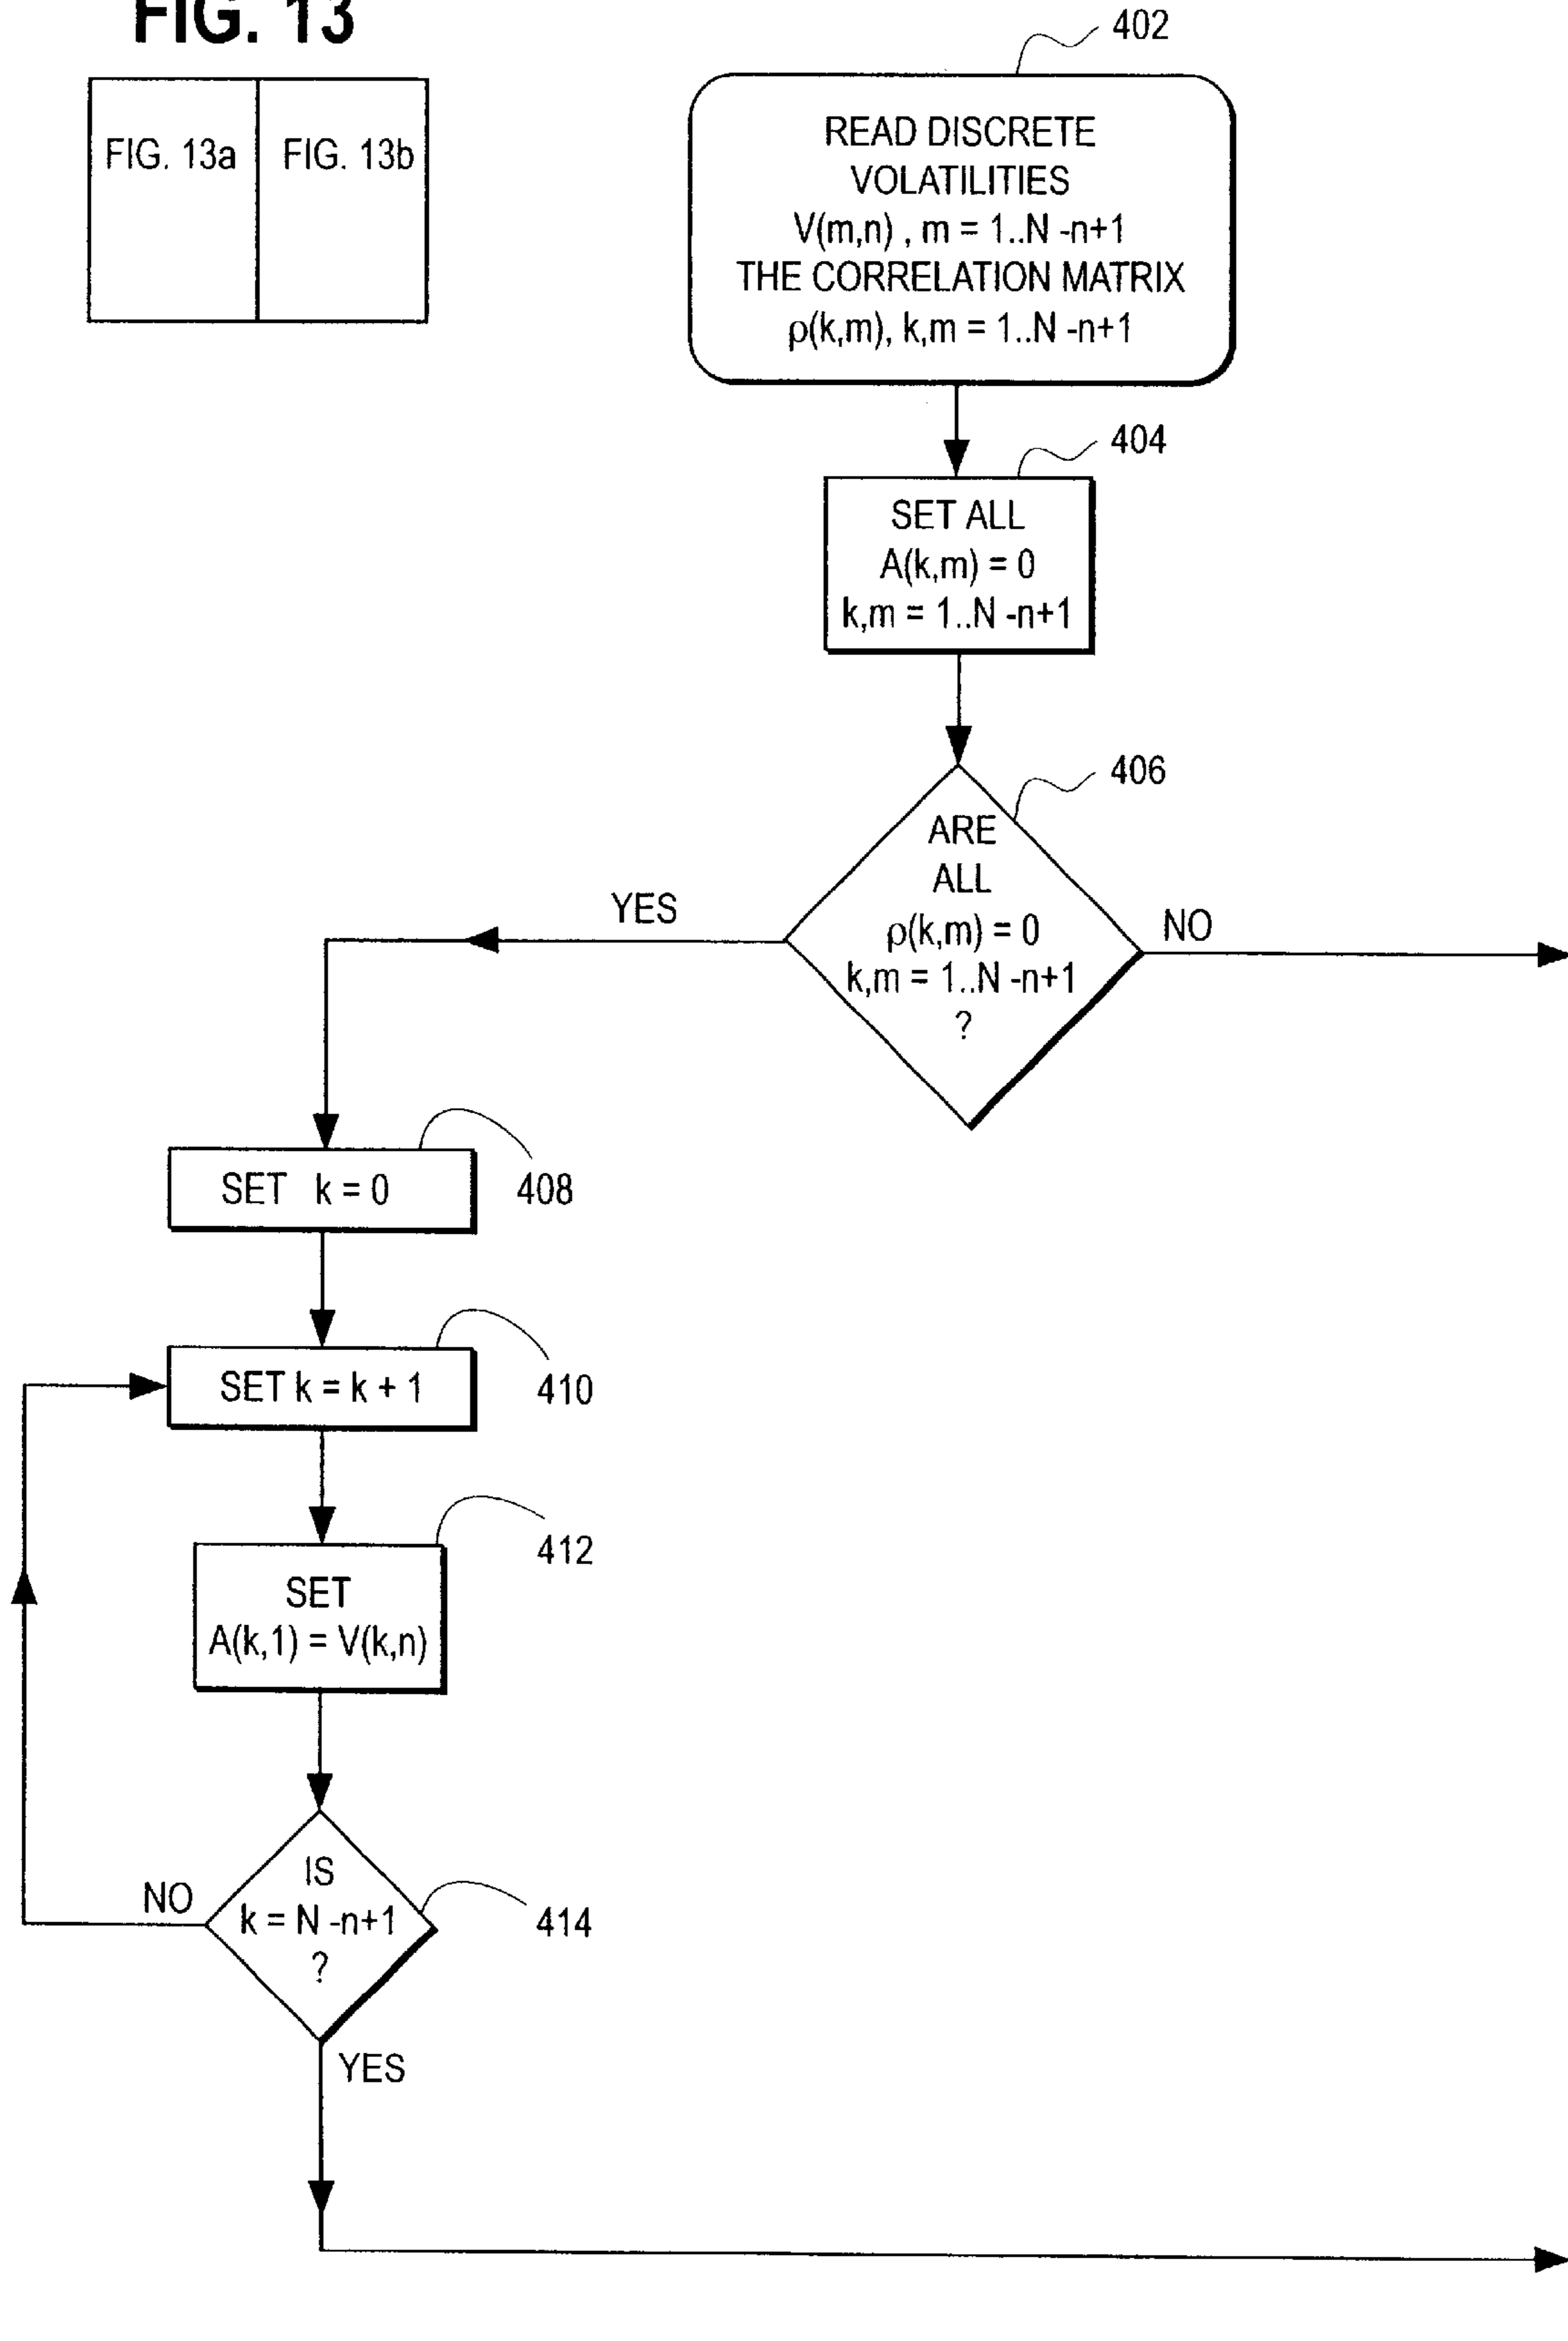 FIG. 13
FIG. 13a
FIG. 13b
402
READ DISCRETE
VOLATILITIES
V(m,n) , m = 1..N -n+1
THE CORRELATION MATRIX
ρ(k,m), k,m = 1..N -n+1
404
SET ALL
A(k,m) = 0
k,m = 1..N -n+1
406
ARE
ALL
ρ(k,m) = 0
k,m = 1..N -n+1
?
YES
NO
SET k = 0
408
SET k = k + 1
410
412
SET
A(k,1) = V(k,n)
IS
k = N -n+1
?
NO
414
YES